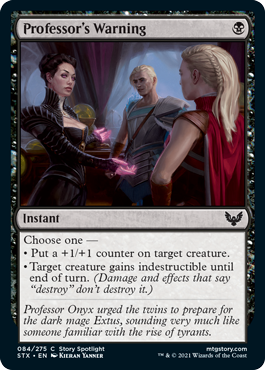 Professor's Warning
Instant
Choose one —
• Put a +1/+1 counter on target creature.
• Target creature gains indestructible until
end of turn. (Damage and effects that say
"destroy" don't destroy it.)
Professor Onyx urged the twins to prepare for
the dark mage Extus, sounding very much like
someone familiar with the rise of tyrants.
084/275 C Story Spotlight
STX • EN KIERAN YANNER
mtgstory.com
™ & © 2021 Wizards of the Coast